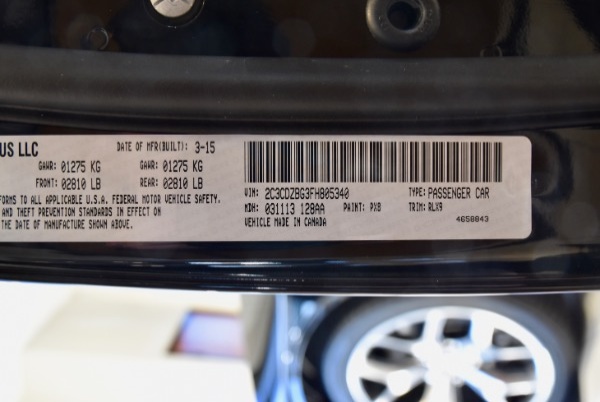 US LLC DATE OF MFR(BUILT): 3-15
GAWR: 01275 KG GAWR: 01275 KG
FRONT: 02810 LB REAR: 02810 LB
FORMS TO ALL APPLICABLE U.S.A. FEDERAL MOTOR VEHICLE SAFETY.
AND THEFT PREVENTION STANDARDS IN EFFECT ON
THE DATE OF MANUFACTURE SHOWN ABOVE.
VIN: 2C3CDZBG3FH805340 TYPE: PASSENGER CAR
MDH: 031113 128AA PAINT: PX8 TRIM: RLX9
VEHICLE MADE IN CANADA 4658843